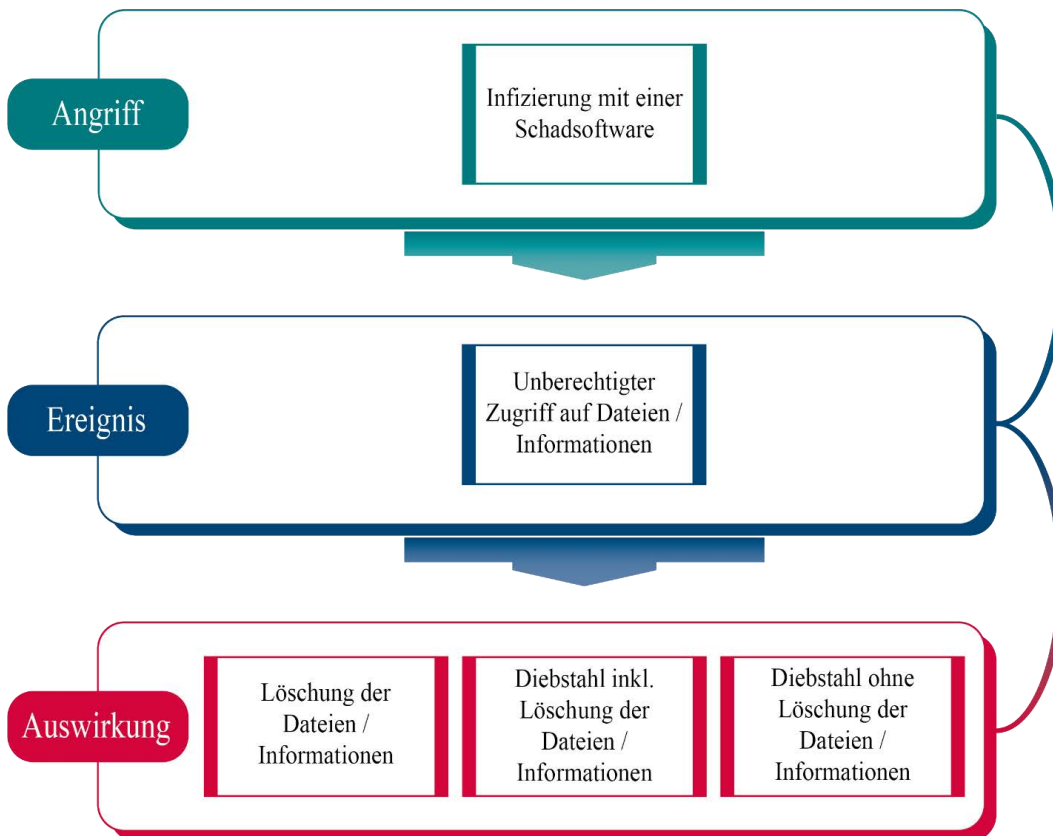 Angriff
Infizierung mit einer
Schadsoftware
Ereignis
Unberechtigter
Zugriff auf Dateien /
Informationen
Auswirkung
Löschung der
Dateien /
Informationen
Diebstahl inkl.
Löschung der
Dateien /
Informationen
Diebstahl ohne
Löschung der
Dateien /
Informationen